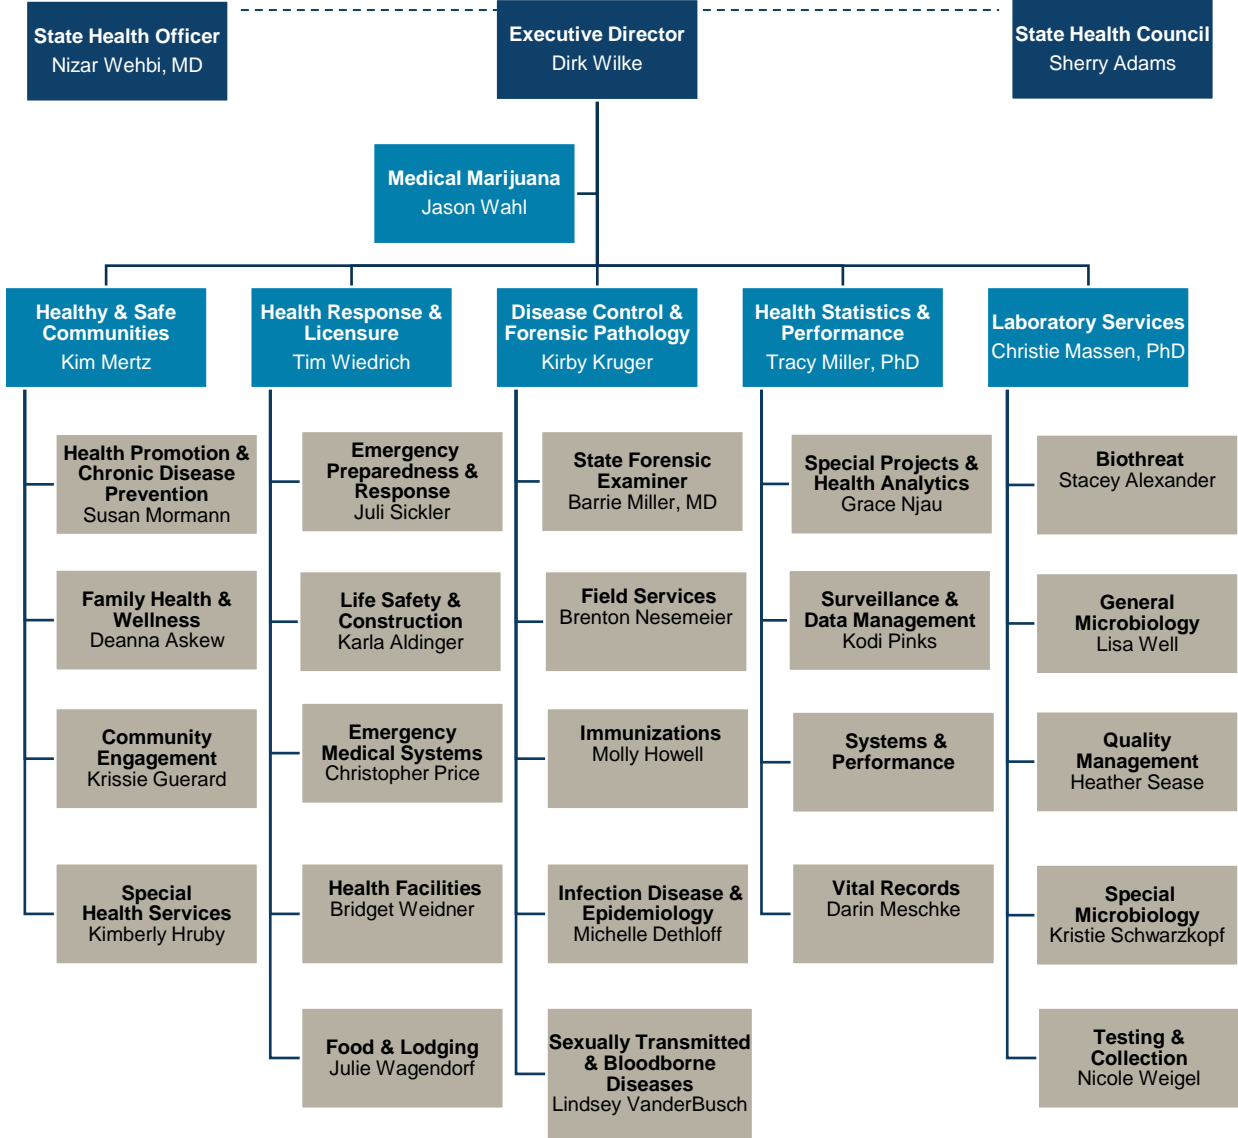 State Health Officer
Nizar Wehbi, MD
Executive Director
Dirk Wilke
State Health Council
Sherry Adams
Medical Marijuana
Jason Wahl
Healthy & Safe
Communities
Kim Mertz
Health Response &
Licensure
Tim Wiedrich
Disease Control &
Forensic Pathology
Kirby Kruger
Health Statistics &
Performance
Tracy Miller, PhD
Laboratory Services
Christie Massen, PhD
Health Promotion &
Chronic Disease
Prevention
Susan Mormann
Family Health &
Wellness
Deanna Askew
Community
Engagement
Krissie Guerard
Special
Health Services
Kimberly Hruby
Emergency
Preparedness &
Response
Juli Sickler
Life Safety &
Construction
Karla Aldinger
Emergency
Medical Systems
Christopher Price
Health Facilities
Bridget Weidner
Food & Lodging
Julie Wagendorf
State Forensic
Examiner
Barrie Miller, MD
Field Services
Brenton Nesemeier
Immunizations
Molly Howell
Infection Disease &
Epidemiology
Michelle Dethloff
Sexually Transmitted
& Bloodborne
Diseases
Lindsey VanderBusch
Special Projects &
Health Analytics
Grace Njau
Surveillance &
Data Management
Kodi Pinks
Systems &
Performance
Vital Records
Darin Meschke
Biothreat
Stacey Alexander
General
Microbiology
Lisa Well
Quality
Management
Heather Sease
Special
Microbiology
Kristie Schwarzkopf
Testing &
Collection
Nicole Weigel